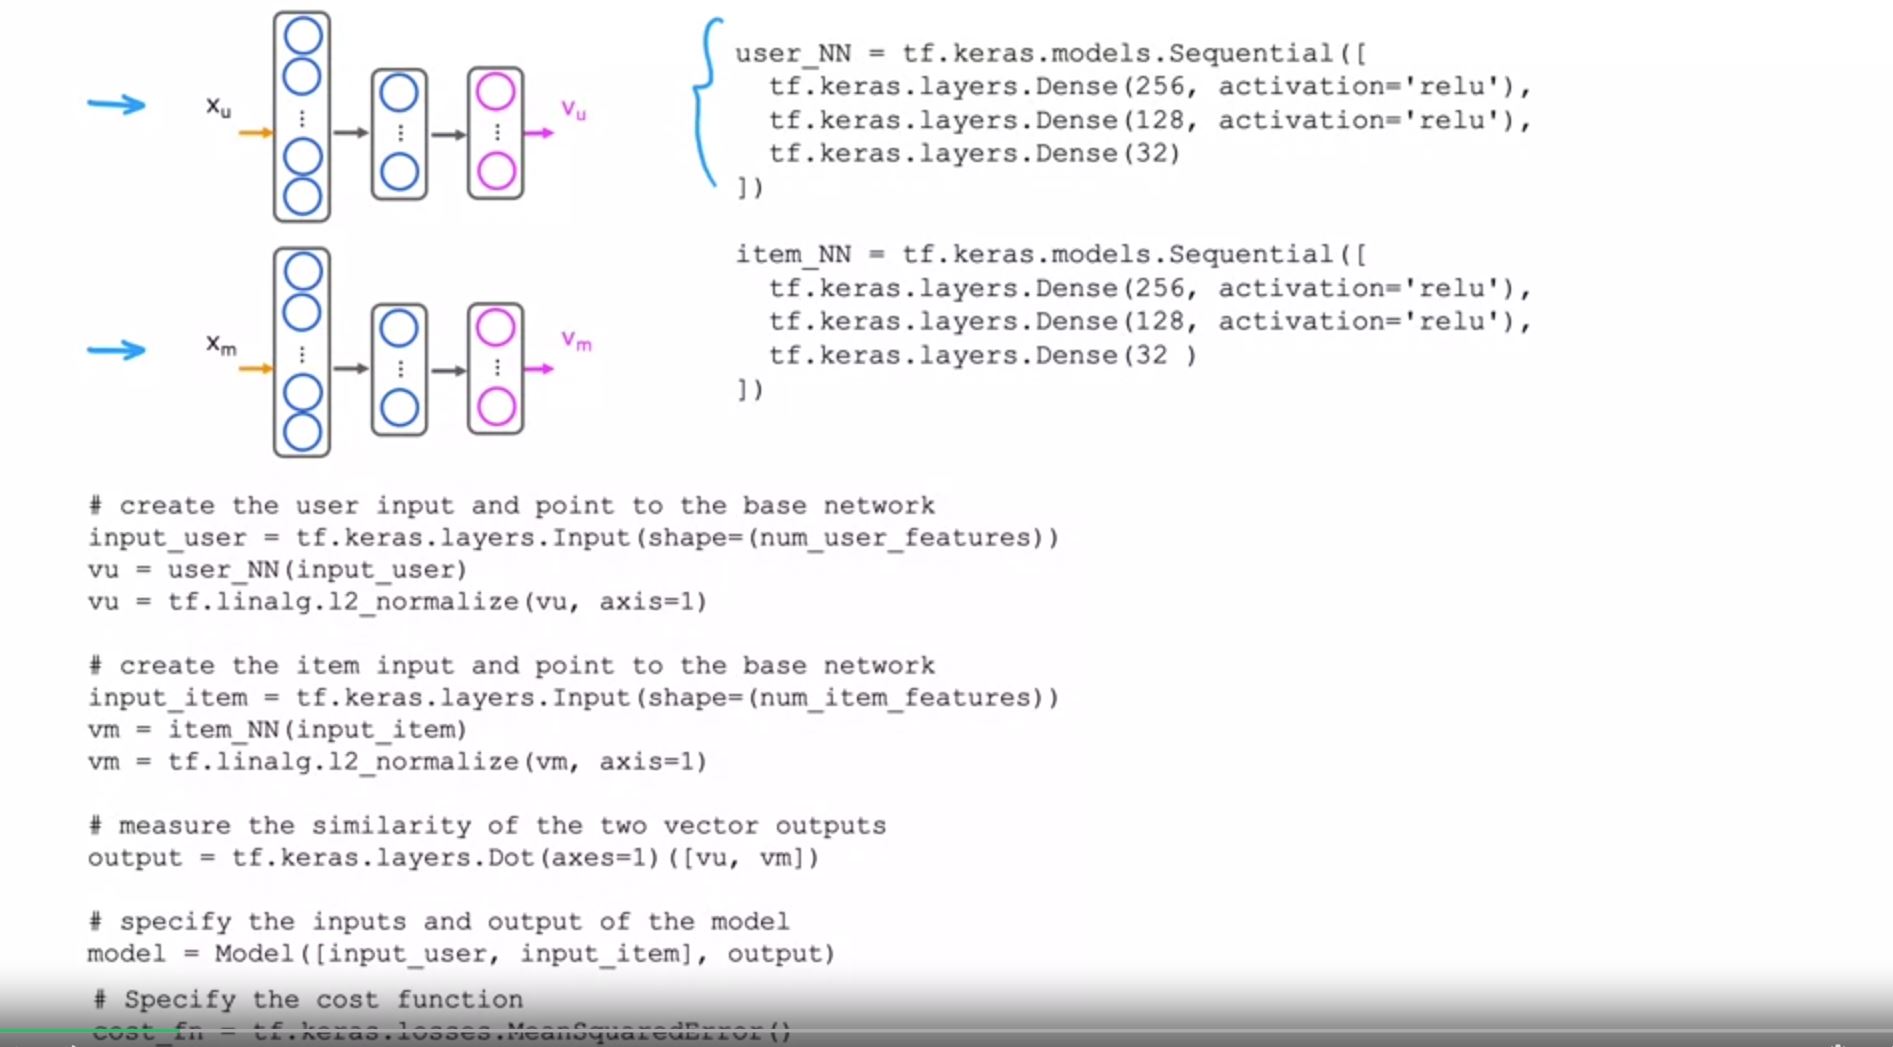 x_u
v_u
user_NN = tf.keras.models.Sequential([
  tf.keras.layers.Dense(256, activation='relu'),
  tf.keras.layers.Dense(128, activation='relu'),
  tf.keras.layers.Dense(32)
])
x_m
v_m
item_NN = tf.keras.models.Sequential([
  tf.keras.layers.Dense(256, activation='relu'),
  tf.keras.layers.Dense(128, activation='relu'),
  tf.keras.layers.Dense(32 )
])
# create the user input and point to the base network
input_user = tf.keras.layers.Input(shape=(num_user_features))
vu = user_NN(input_user)
vu = tf.linalg.l2_normalize(vu, axis=1)
# create the item input and point to the base network
input_item = tf.keras.layers.Input(shape=(num_item_features))
vm = item_NN(input_item)
vm = tf.linalg.l2_normalize(vm, axis=1)
# measure the similarity of the two vector outputs
output = tf.keras.layers.Dot(axes=1)([vu, vm])
# specify the inputs and output of the model
model = Model([input_user, input_item], output)
# Specify the cost function
cost_fn = tf.keras.losses.MeanSquaredError()